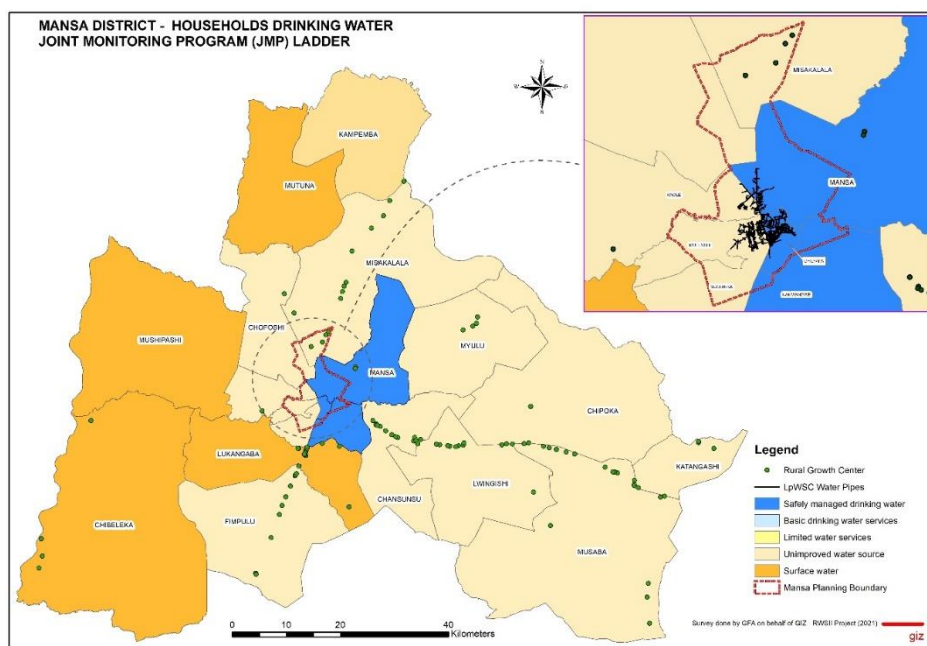 MANSA DISTRICT - HOUSEHOLDS DRINKING WATER
JOINT MONITORING PROGRAM (JMP) LADDER
MISAKALALA
MANSA
N
W
E
S
KAMPEMBA
MUTUNA
MISAKALALA
MUSHIPASHI
CHOFOSHI
MYULU
MANSA
CHIPOKA
LUKANGABA
KATANGASHI
CHIBELEKA
FIMPULU
CHANSUNSU
LWINGISHI
MUSABA
Legend
Rural Growth Center
LpWSC Water Pipes
Safely managed drinking water
Basic drinking water services
Limited water services
Unimproved water source
Surface water
Mansa Planning Boundary
0 10 20 40
Kilometers
Survey done by GFA on behalf of GIZ RWSII Project (2021)
giz